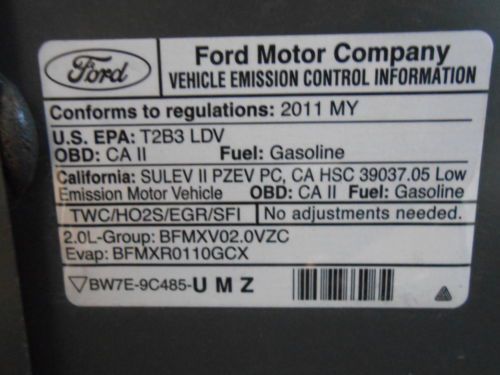 Ford
Ford Motor Company
VEHICLE EMISSION CONTROL INFORMATION
Conforms to regulations: 2011 MY
U.S. EPA: T2B3 LDV
OBD: CA II Fuel: Gasoline
California: SULEV II PZEV PC, CA HSC 39037.05 Low
Emission Motor Vehicle OBD: CA II Fuel: Gasoline
TWC/HO2S/EGR/SFI No adjustments needed.
2.0L-Group: BFMXV02.0VZC
Evap: BFMXR0110GCX
BW7E-9C485-U M Z